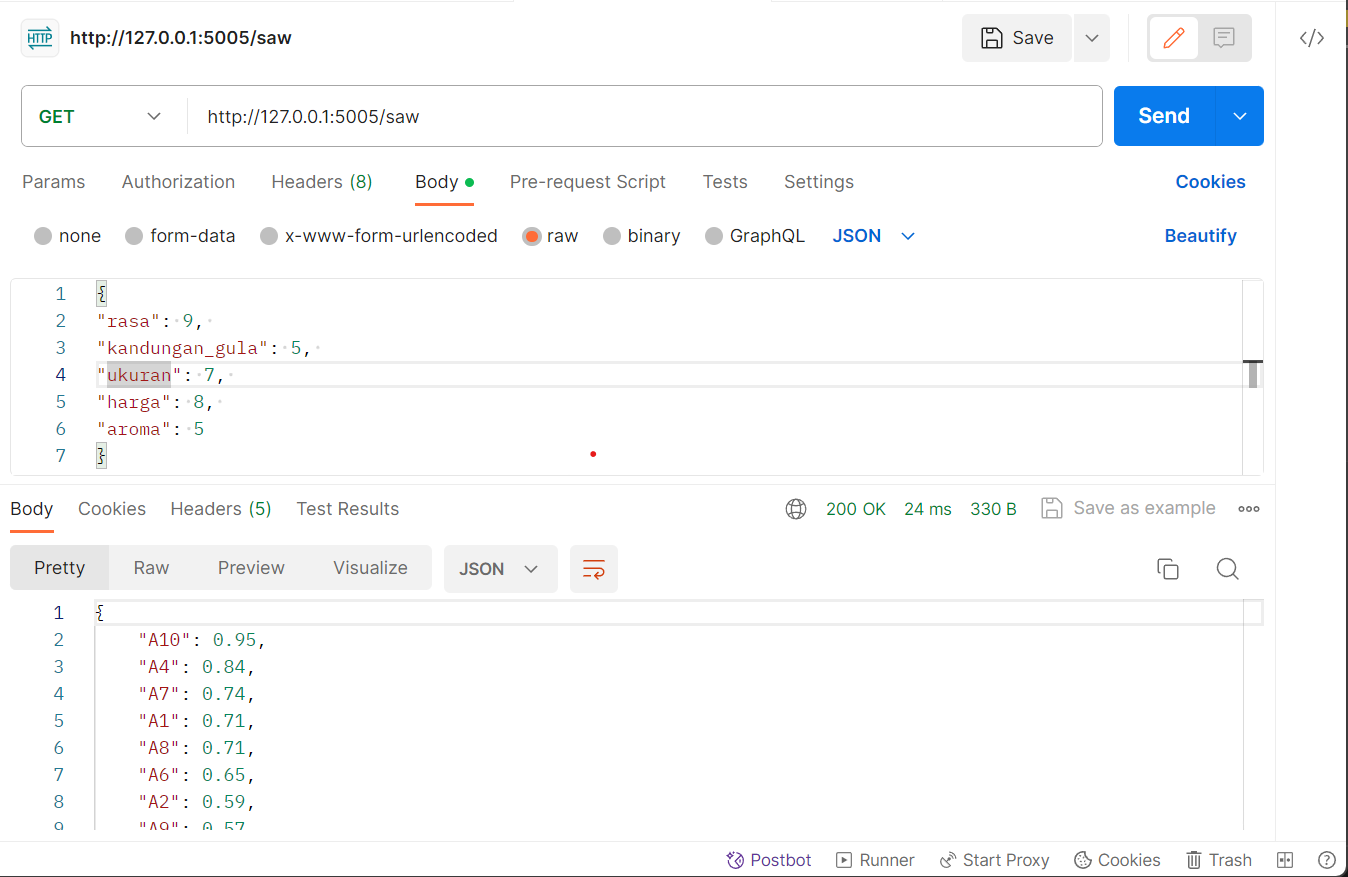 HTTP http://127.0.0.1:5005/saw Save
GET http://127.0.0.1:5005/saw Send
Params Authorization Headers (8) Body Pre-request Script Tests Settings Cookies
none form-data x-www-form-urlencoded raw binary GraphQL JSON Beautify
1 {
2 "rasa": 9,
3 "kandungan_gula": 5,
4 "ukuran": 7,
5 "harga": 8,
6 "aroma": 5
7 }
Body Cookies Headers (5) Test Results 200 OK 24 ms 330 B Save as example
Pretty Raw Preview Visualize JSON
1 {
2 "A10": 0.95,
3 "A4": 0.84,
4 "A7": 0.74,
5 "A1": 0.71,
6 "A8": 0.71,
7 "A6": 0.65,
8 "A2": 0.59,
9 "A9": 0.57
Postbot Runner Start Proxy Cookies Trash